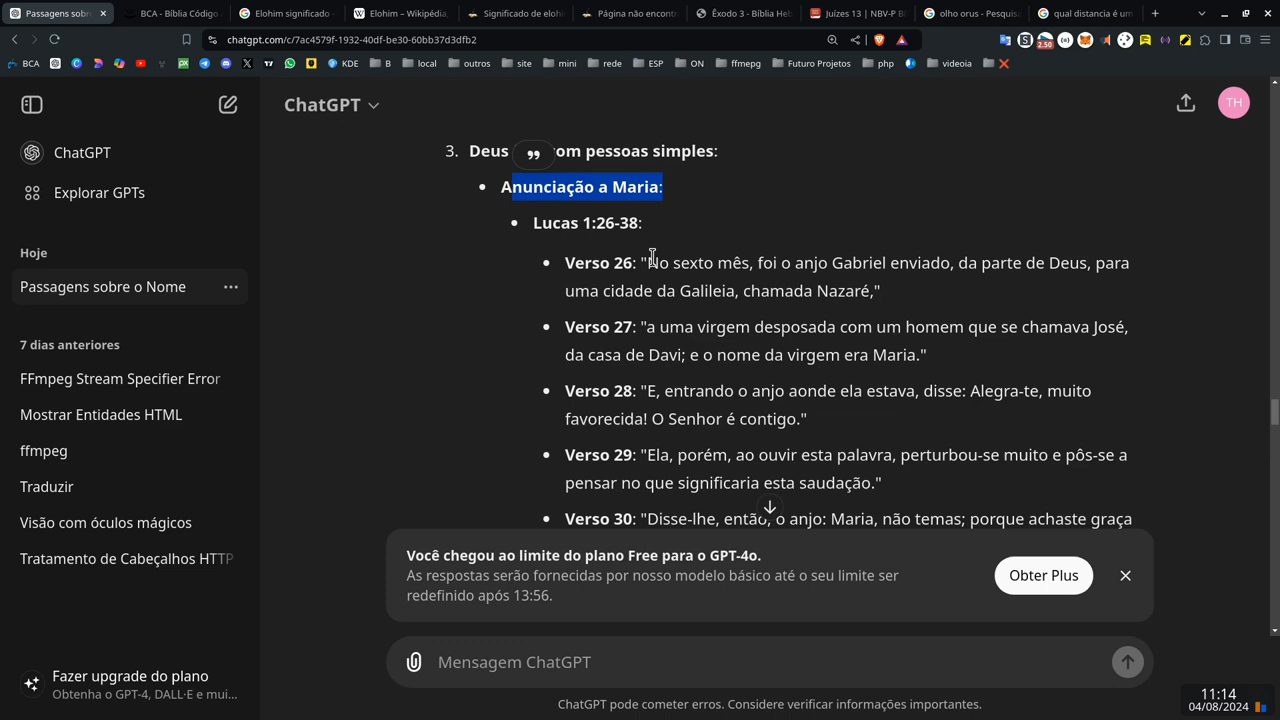 Passagens sobr
BCA - Bíblia Código
Elohim significado
Elohim – Wikipédia,
Significado de elohi
Página não encontr
Êxodo 3 - Bíblia Heb
Juízes 13 | NBV-P B
olho orus - Pesquisa
qual distancia é um
chatgpt.com/c/7ac4579f-1932-40df-be30-60bb37d3dfb2
2.50
BCA
KDE
B
local
outros
site
mini
rede
ESP
ON
ffmpeg
Futuro Projetos
php
videoia
ChatGPT
TH
ChatGPT
Explorar GPTs
Hoje
Passagens sobre o Nome
7 dias anteriores
FFmpeg Stream Specifier Error
Mostrar Entidades HTML
ffmpeg
Traduzir
Visão com óculos mágicos
Tratamento de Cabeçalhos HTTP
Fazer upgrade do plano
Obtenha o GPT-4, DALL·E e mui...
3. Deus om pessoas simples:
Anunciação a Maria:
Lucas 1:26-38:
Verso 26: "No sexto mês, foi o anjo Gabriel enviado, da parte de Deus, para
uma cidade da Galileia, chamada Nazaré,"
Verso 27: "a uma virgem desposada com um homem que se chamava José,
da casa de Davi; e o nome da virgem era Maria."
Verso 28: "E, entrando o anjo aonde ela estava, disse: Alegra-te, muito
favorecida! O Senhor é contigo."
Verso 29: "Ela, porém, ao ouvir esta palavra, perturbou-se muito e pôs-se a
pensar no que significaria esta saudação."
Verso 30: "Disse-lhe, então, o anjo: Maria, não temas; porque achaste graça
Você chegou ao limite do plano Free para o GPT-4o.
As respostas serão fornecidas por nosso modelo básico até o seu limite ser
redefinido após 13:56.
Obter Plus
Mensagem ChatGPT
ChatGPT pode cometer erros. Considere verificar informações importantes.
11:14
04/08/2024